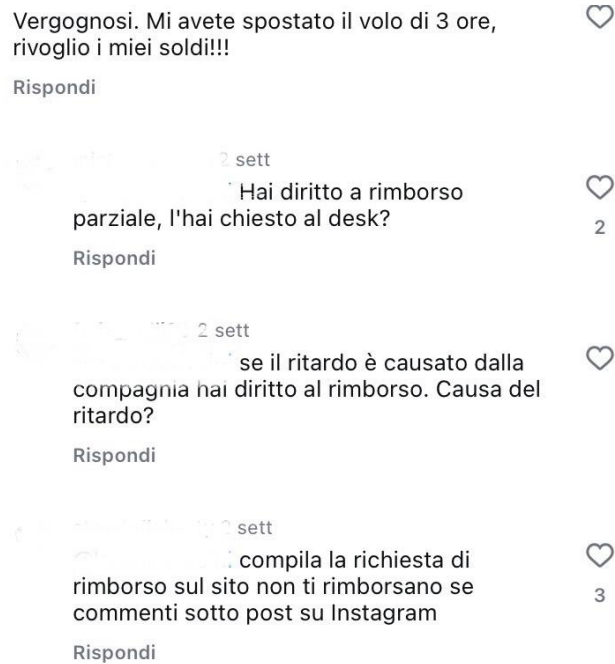 Vergognosi. Mi avete spostato il volo di 3 ore,
rivoglio i miei soldi!!!
Rispondi
2 sett
Hai diritto a rimborso
parziale, l'hai chiesto al desk?
2
Rispondi
2 sett
se il ritardo è causato dalla
compagnia hai diritto al rimborso. Causa del
ritardo?
Rispondi
2 sett
compila la richiesta di
rimborso sul sito non ti rimborsano se
commenti sotto post su Instagram
3
Rispondi